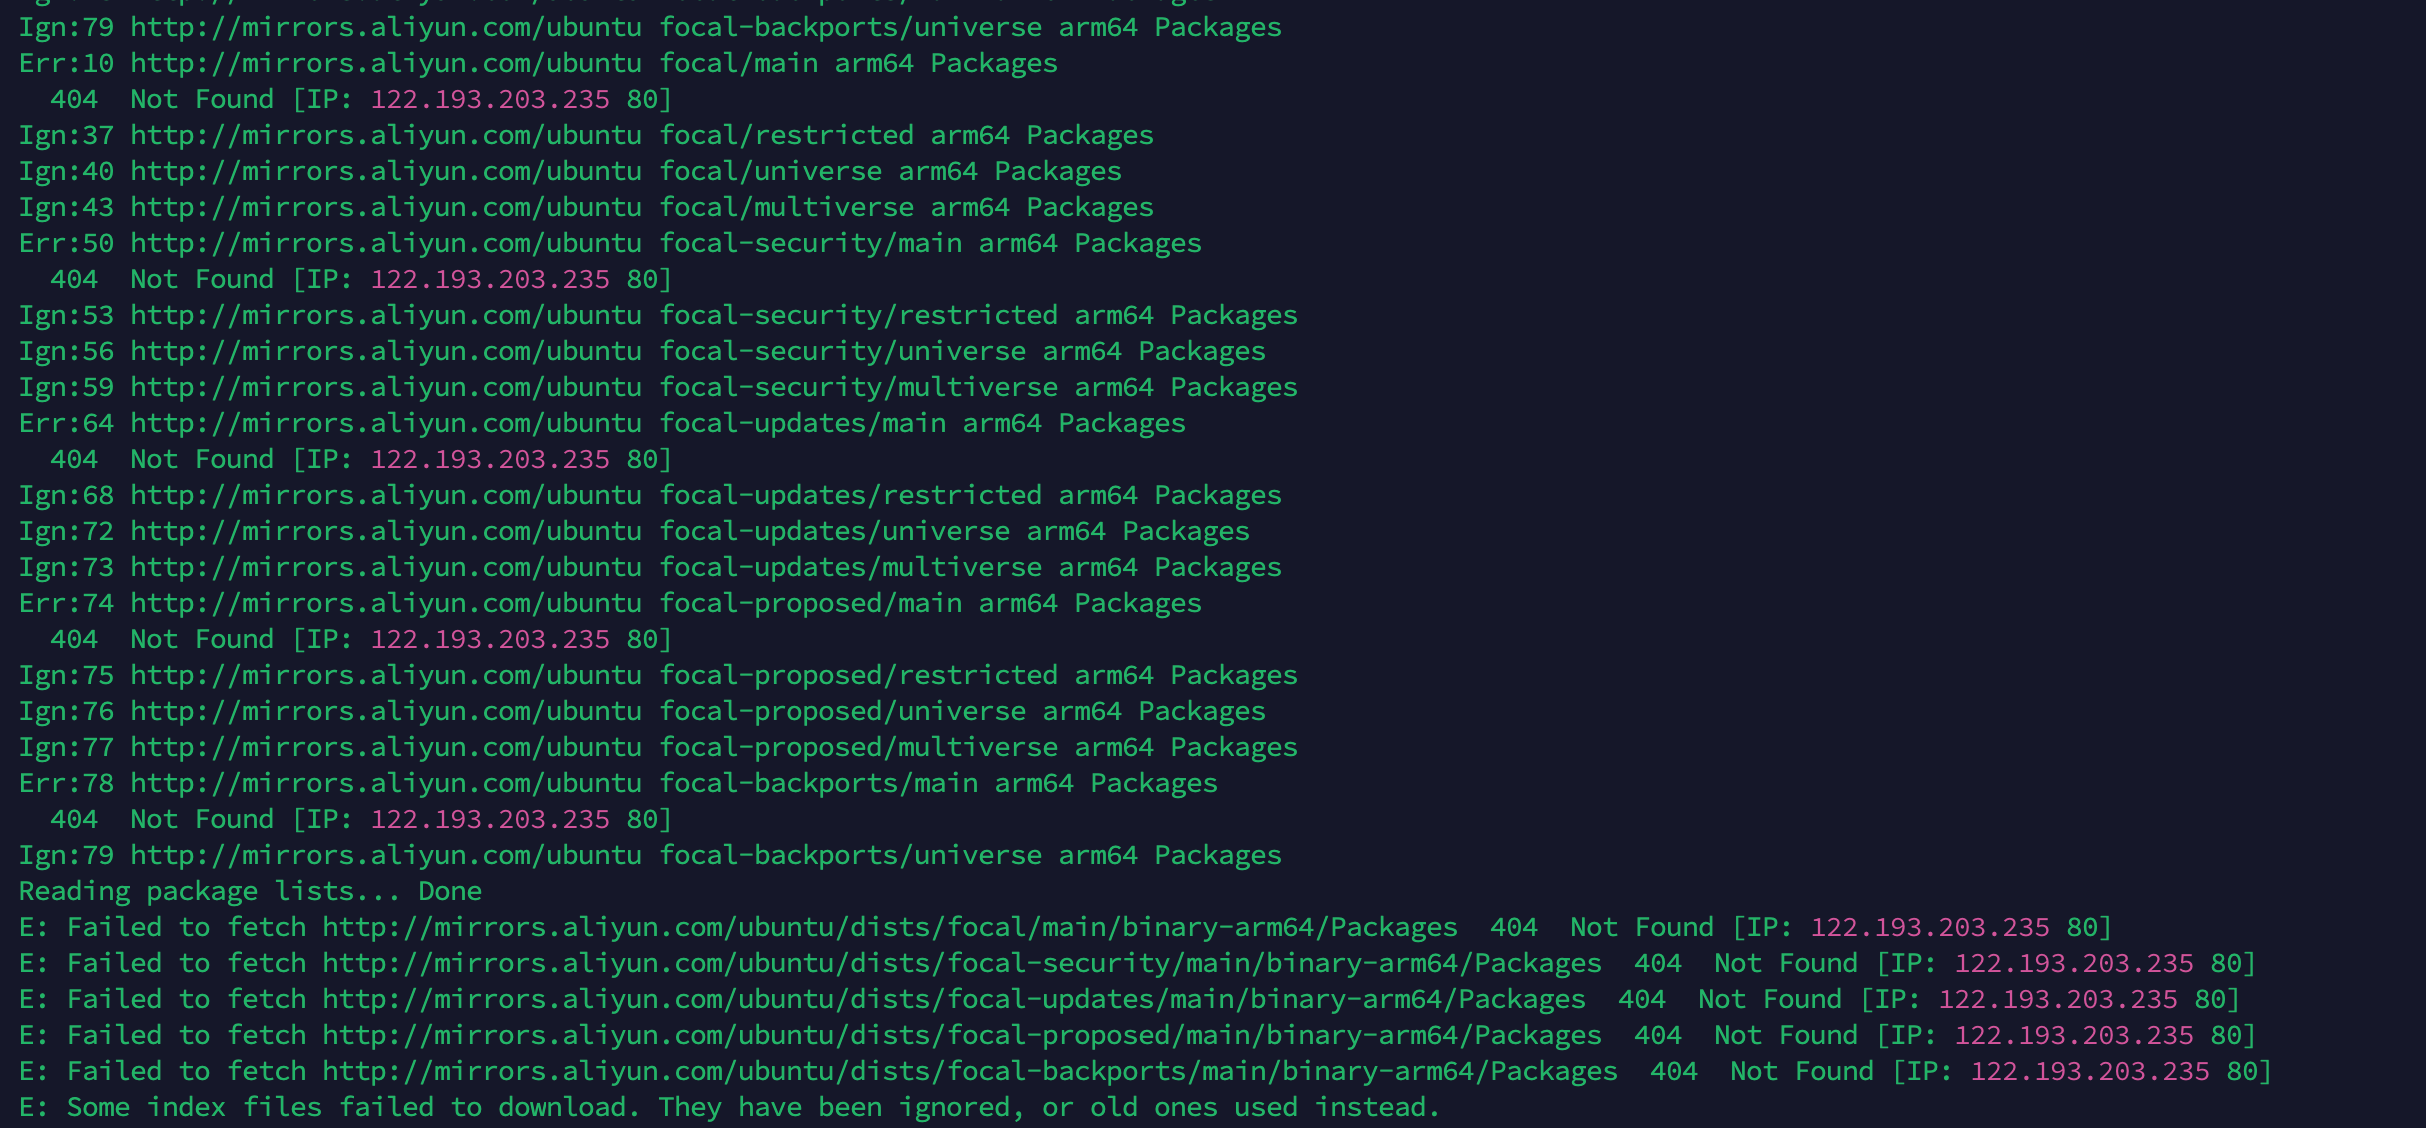 Ign:79 http://mirrors.aliyun.com/ubuntu focal-backports/universe arm64 Packages
Err:10 http://mirrors.aliyun.com/ubuntu focal/main arm64 Packages
  404  Not Found [IP: 122.193.203.235 80]
Ign:37 http://mirrors.aliyun.com/ubuntu focal/restricted arm64 Packages
Ign:40 http://mirrors.aliyun.com/ubuntu focal/universe arm64 Packages
Ign:43 http://mirrors.aliyun.com/ubuntu focal/multiverse arm64 Packages
Err:50 http://mirrors.aliyun.com/ubuntu focal-security/main arm64 Packages
  404  Not Found [IP: 122.193.203.235 80]
Ign:53 http://mirrors.aliyun.com/ubuntu focal-security/restricted arm64 Packages
Ign:56 http://mirrors.aliyun.com/ubuntu focal-security/universe arm64 Packages
Ign:59 http://mirrors.aliyun.com/ubuntu focal-security/multiverse arm64 Packages
Err:64 http://mirrors.aliyun.com/ubuntu focal-updates/main arm64 Packages
  404  Not Found [IP: 122.193.203.235 80]
Ign:68 http://mirrors.aliyun.com/ubuntu focal-updates/restricted arm64 Packages
Ign:72 http://mirrors.aliyun.com/ubuntu focal-updates/universe arm64 Packages
Ign:73 http://mirrors.aliyun.com/ubuntu focal-updates/multiverse arm64 Packages
Err:74 http://mirrors.aliyun.com/ubuntu focal-proposed/main arm64 Packages
  404  Not Found [IP: 122.193.203.235 80]
Ign:75 http://mirrors.aliyun.com/ubuntu focal-proposed/restricted arm64 Packages
Ign:76 http://mirrors.aliyun.com/ubuntu focal-proposed/universe arm64 Packages
Ign:77 http://mirrors.aliyun.com/ubuntu focal-proposed/multiverse arm64 Packages
Err:78 http://mirrors.aliyun.com/ubuntu focal-backports/main arm64 Packages
  404  Not Found [IP: 122.193.203.235 80]
Ign:79 http://mirrors.aliyun.com/ubuntu focal-backports/universe arm64 Packages
Reading package lists... Done
E: Failed to fetch http://mirrors.aliyun.com/ubuntu/dists/focal/main/binary-arm64/Packages  404  Not Found [IP: 122.193.203.235 80]
E: Failed to fetch http://mirrors.aliyun.com/ubuntu/dists/focal-security/main/binary-arm64/Packages  404  Not Found [IP: 122.193.203.235 80]
E: Failed to fetch http://mirrors.aliyun.com/ubuntu/dists/focal-updates/main/binary-arm64/Packages  404  Not Found [IP: 122.193.203.235 80]
E: Failed to fetch http://mirrors.aliyun.com/ubuntu/dists/focal-proposed/main/binary-arm64/Packages  404  Not Found [IP: 122.193.203.235 80]
E: Failed to fetch http://mirrors.aliyun.com/ubuntu/dists/focal-backports/main/binary-arm64/Packages  404  Not Found [IP: 122.193.203.235 80]
E: Some index files failed to download. They have been ignored, or old ones used instead.